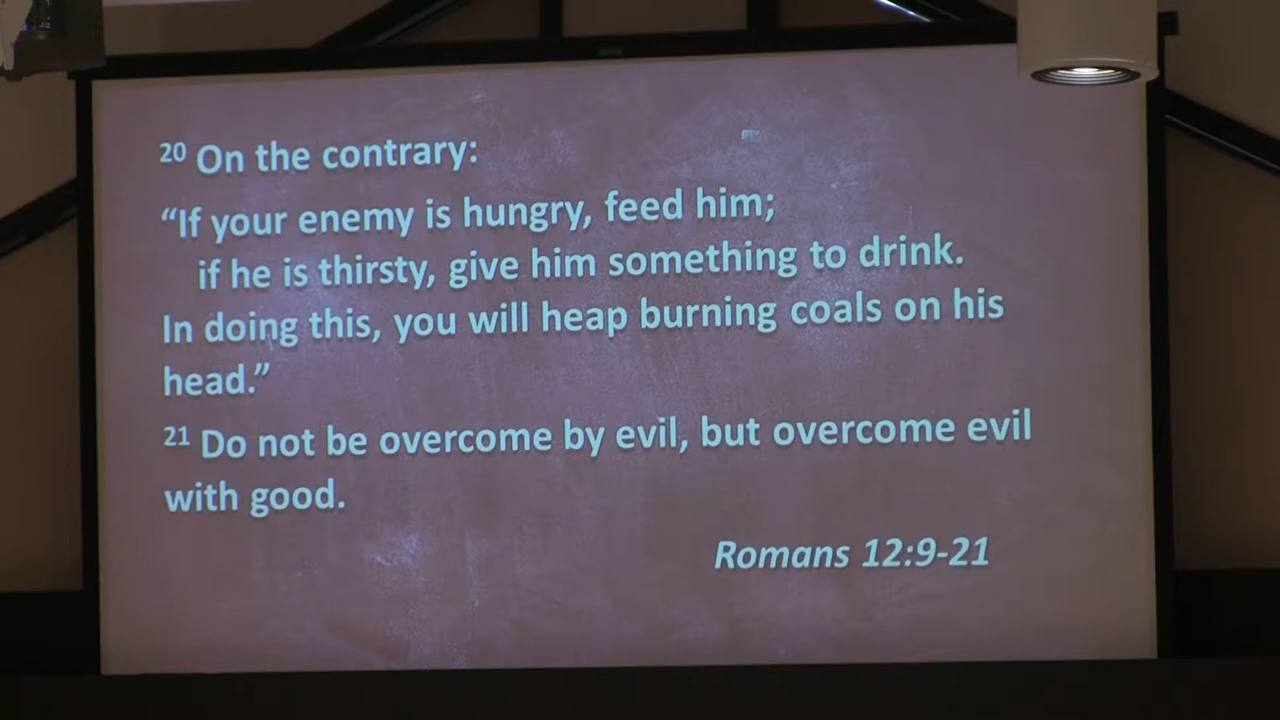 20 On the contrary:
“If your enemy is hungry, feed him;
if he is thirsty, give him something to drink.
In doing this, you will heap burning coals on his
head.”
21 Do not be overcome by evil, but overcome evil
with good.
Romans 12:9-21